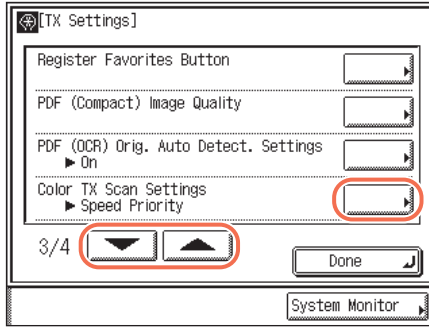 [TX Settings]
Register Favorites Button
PDF (Compact) Image Quality
PDF (OCR) Orig. Auto Detect. Settings
► On
Color TX Scan Settings
► Speed Priority
3/4
Done
System Monitor